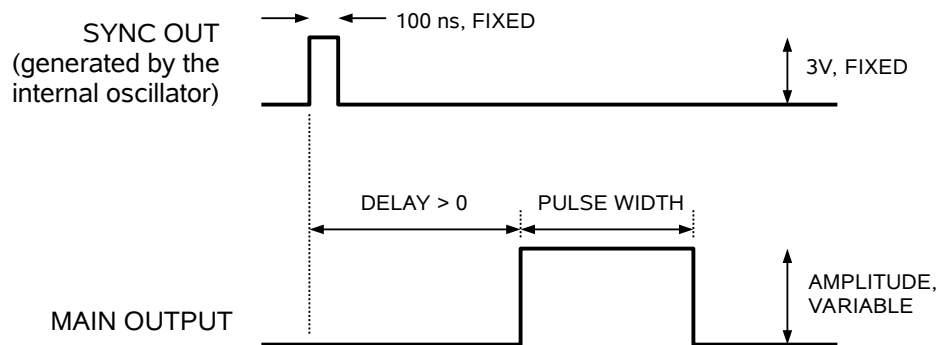 100 ns, FIXED
SYNC OUT
(generated by the
internal oscillator)
3V, FIXED
DELAY > 0
PULSE WIDTH
AMPLITUDE,
VARIABLE
MAIN OUTPUT